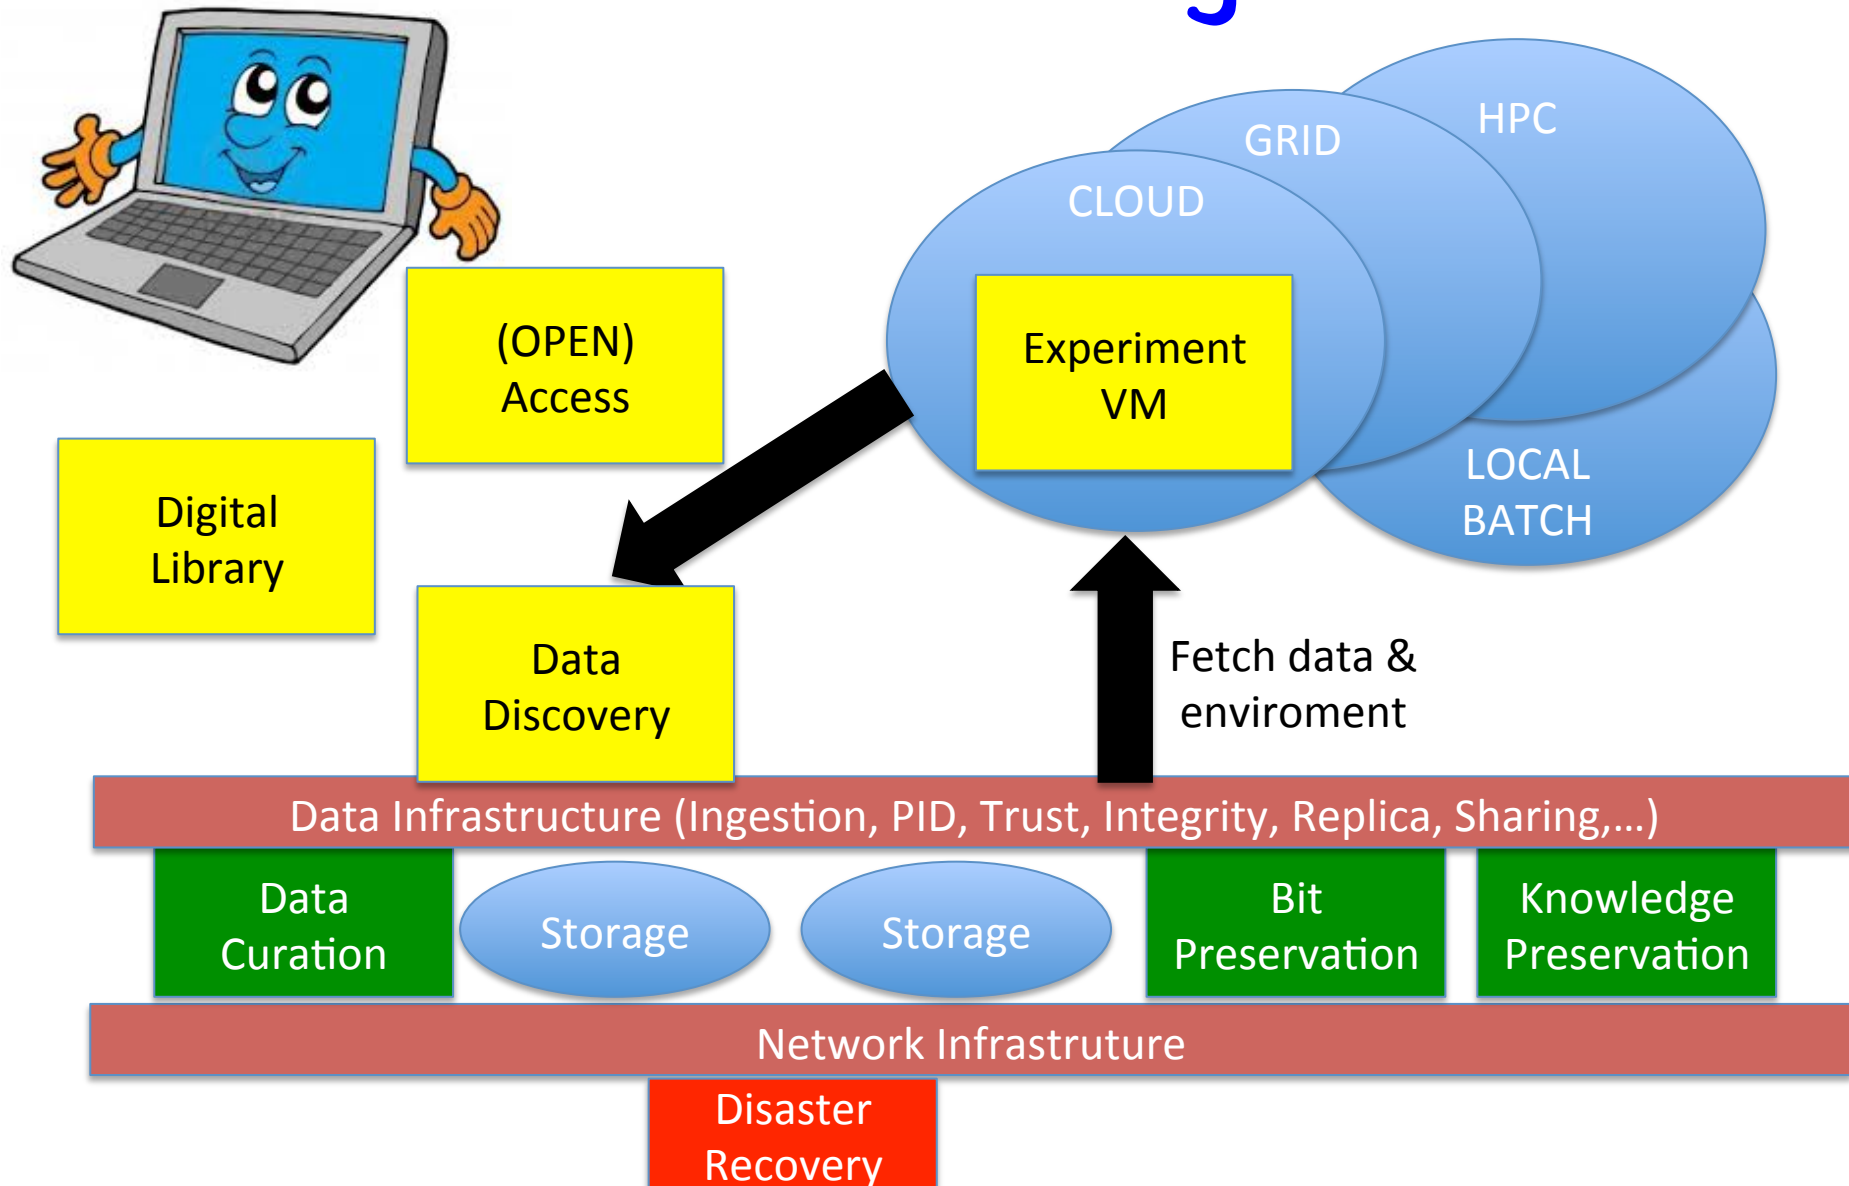 HPC
GRID
CLOUD
(OPEN)
Access
Experiment
VM
LOCAL
BATCH
Digital
Library
Data
Discovery
Fetch data &
enviroment
Data Infrastructure (Ingestion, PID, Trust, Integrity, Replica, Sharing,...)
Data
Curation
Storage
Storage
Bit
Preservation
Knowledge
Preservation
Network Infrastruture
Disaster
Recovery